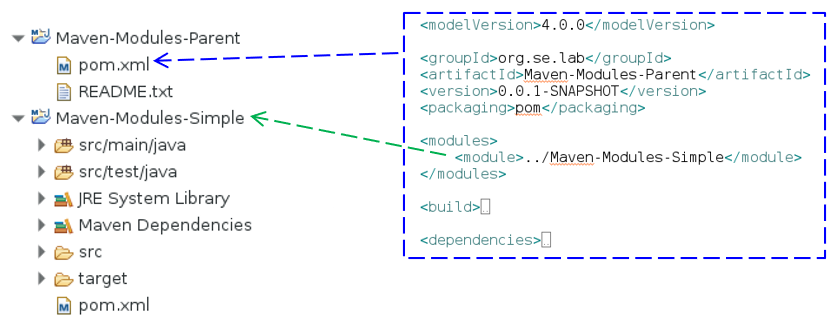 Maven-Modules-Parent
pom.xml
README.txt
Maven-Modules-Simple
src/main/java
src/test/java
JRE System Library
Maven Dependencies
src
target
pom.xml
<modelVersion>4.0.0</modelVersion>
<groupId>org.se.lab</groupId>
<artifactId>Maven-Modules-Parent</artifactId>
<version>0.0.1-SNAPSHOT</version>
<packaging>pom</packaging>
<modules>
<module>../Maven-Modules-Simple</module>
</modules>
<build>
<dependencies>